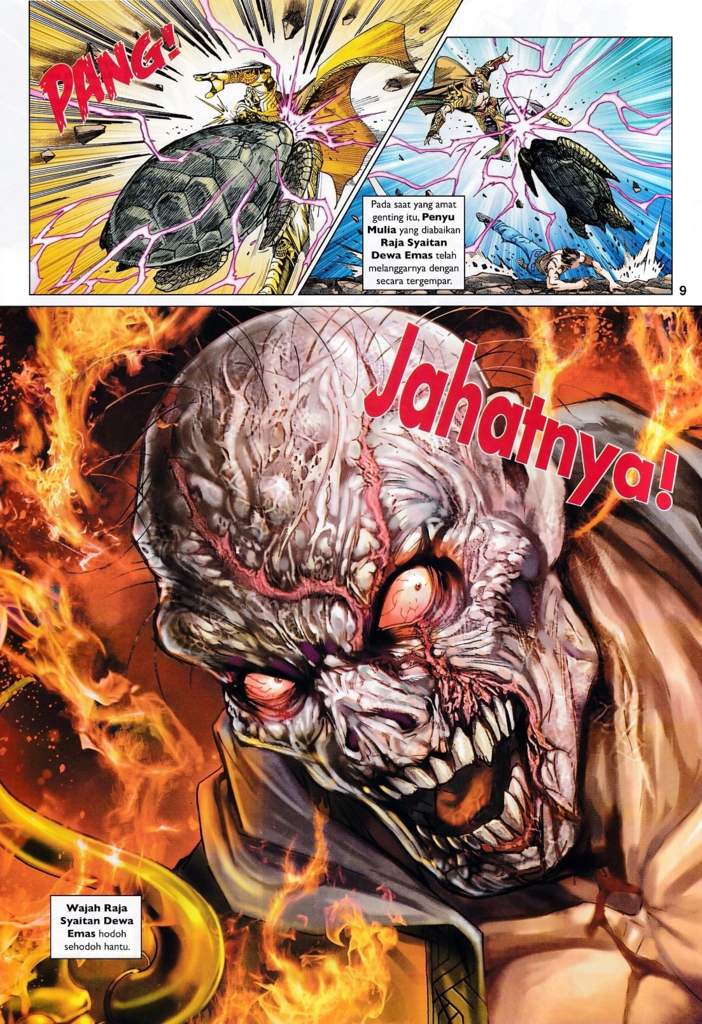 PANG!
Pada saat yang amat
genting itu, Penyu
Mulia yang diabaikan
Raja Syaitan
Dewa Emas telah
melanggarnya dengan
secara tergempar.
9
Jahatnya!
Wajah Raja
Syaitan Dewa
Emas hodoh
sehodoh hantu.